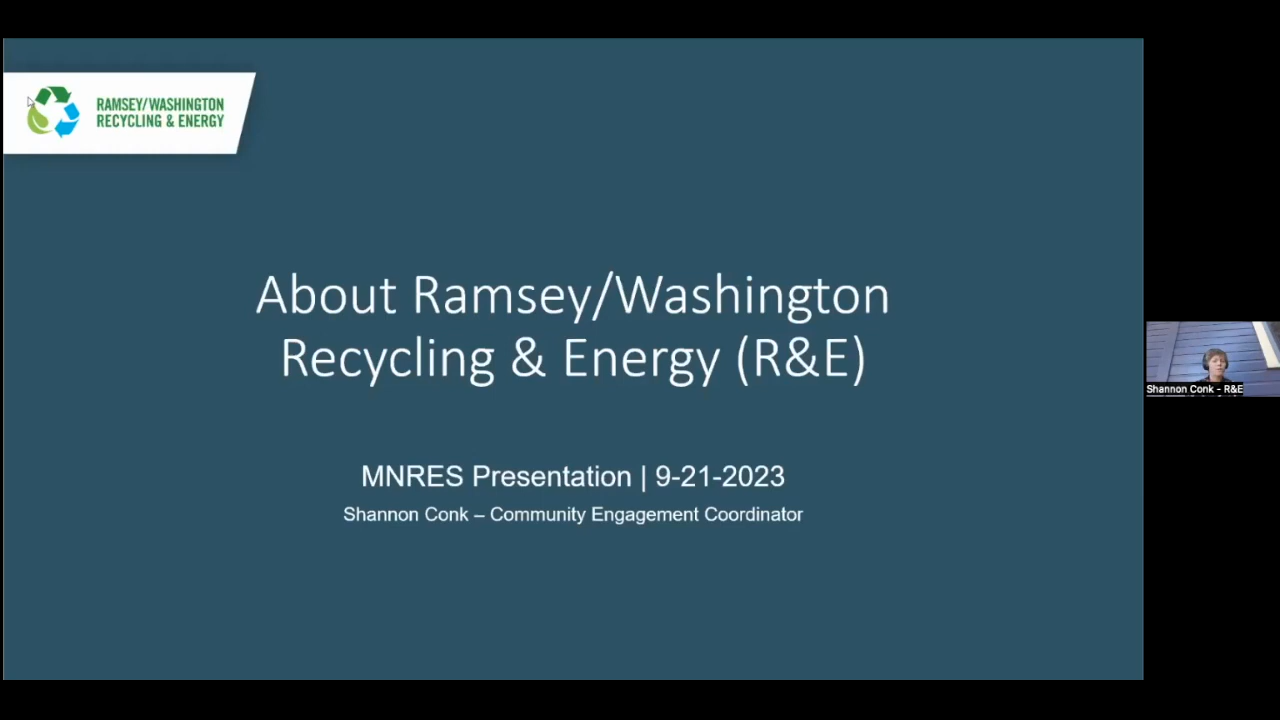 RAMSEY/WASHINGTON
RECYCLING & ENERGY
About Ramsey/Washington
Recycling & Energy (R&E)
MNRES Presentation | 9-21-2023
Shannon Conk – Community Engagement Coordinator
Shannon Conk - R&E